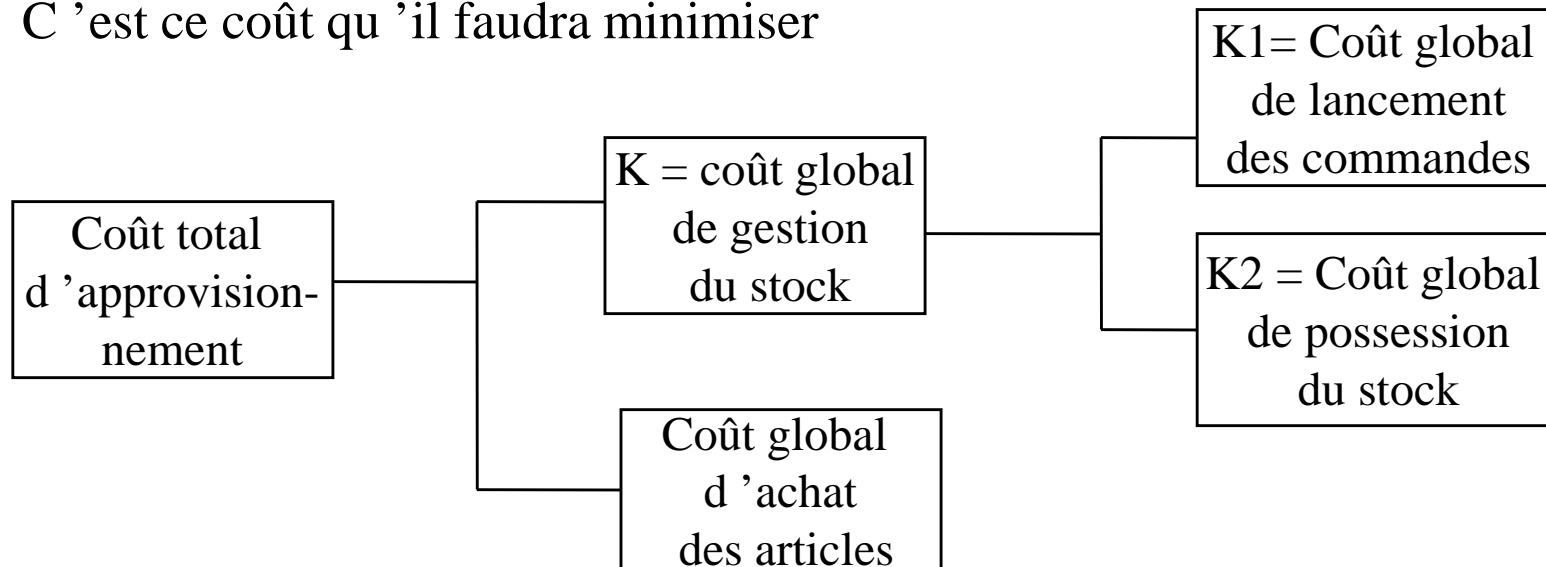 C ’est ce coût qu ’il faudra minimiser
K1= Coût global
de lancement
des commandes
K = coût global
de gestion
du stock
Coût total
d ’approvision-
nement
K2 = Coût global
de possession
du stock
Coût global
d ’achat
des articles